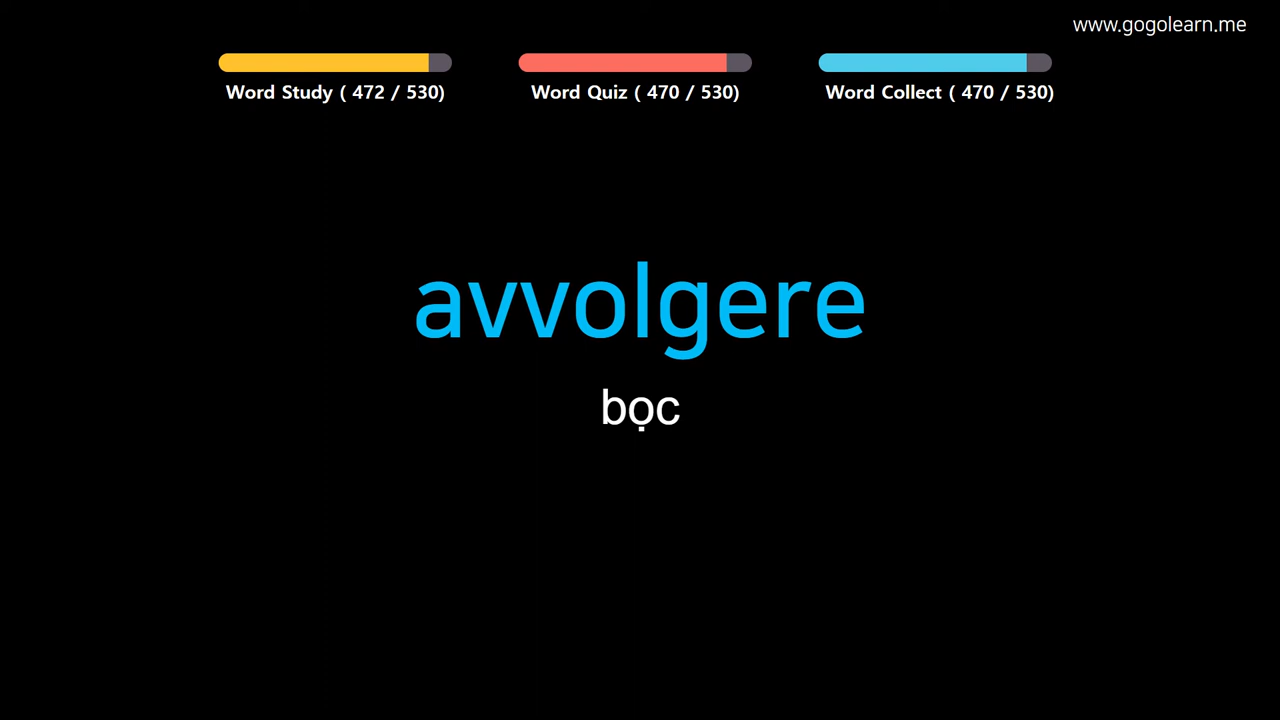 www.gogolearn.me
Word Study ( 472 / 530)
Word Quiz ( 470 / 530)
Word Collect ( 470 / 530)
avvolgere
bọc